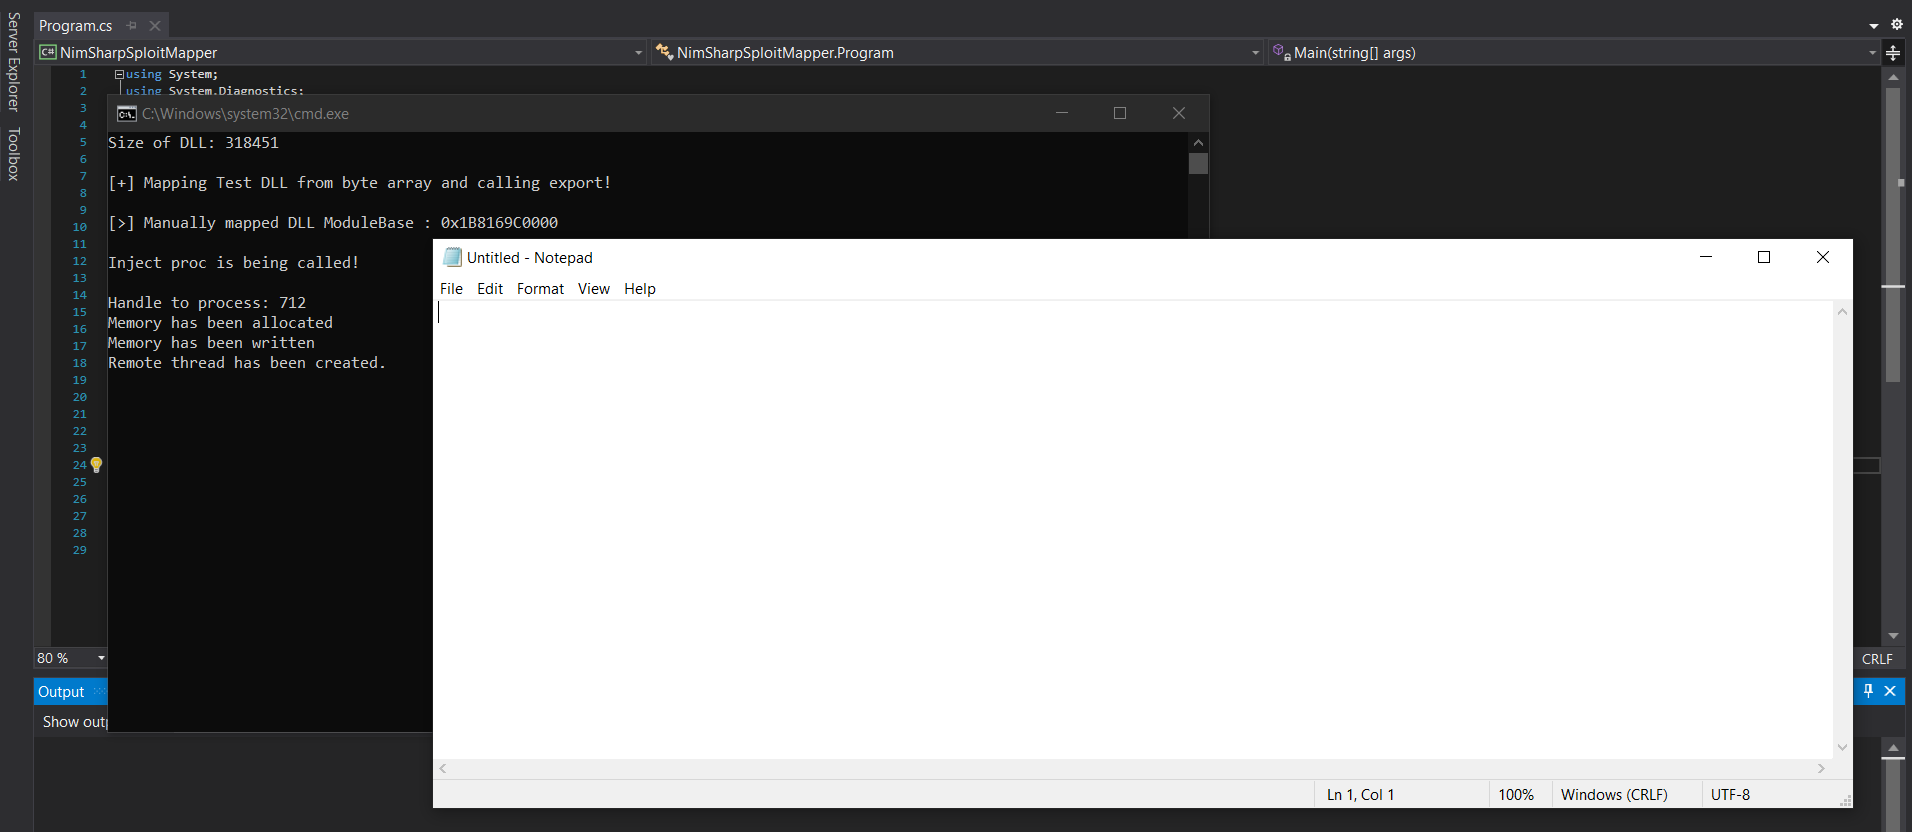 Server Explorer
Toolbox
Program.cs
C# NimSharpSploitMapper
NimSharpSploitMapper.Program
Main(string[] args)
1 using System;
2 using System.Diagnostics;
3
4
5
6
7
8
9
10
11
12
13
14
15
16
17
18
19
20
21
22
23
24
25
26
27
28
29
C:\Windows\system32\cmd.exe
Size of DLL: 318451
[+] Mapping Test DLL from byte array and calling export!
[>] Manually mapped DLL ModuleBase : 0x1B8169C0000
Inject proc is being called!
Handle to process: 712
Memory has been allocated
Memory has been written
Remote thread has been created.
Untitled - Notepad
File Edit Format View Help
Ln 1, Col 1 100% Windows (CRLF) UTF-8
80 %
CRLF
Output
Show